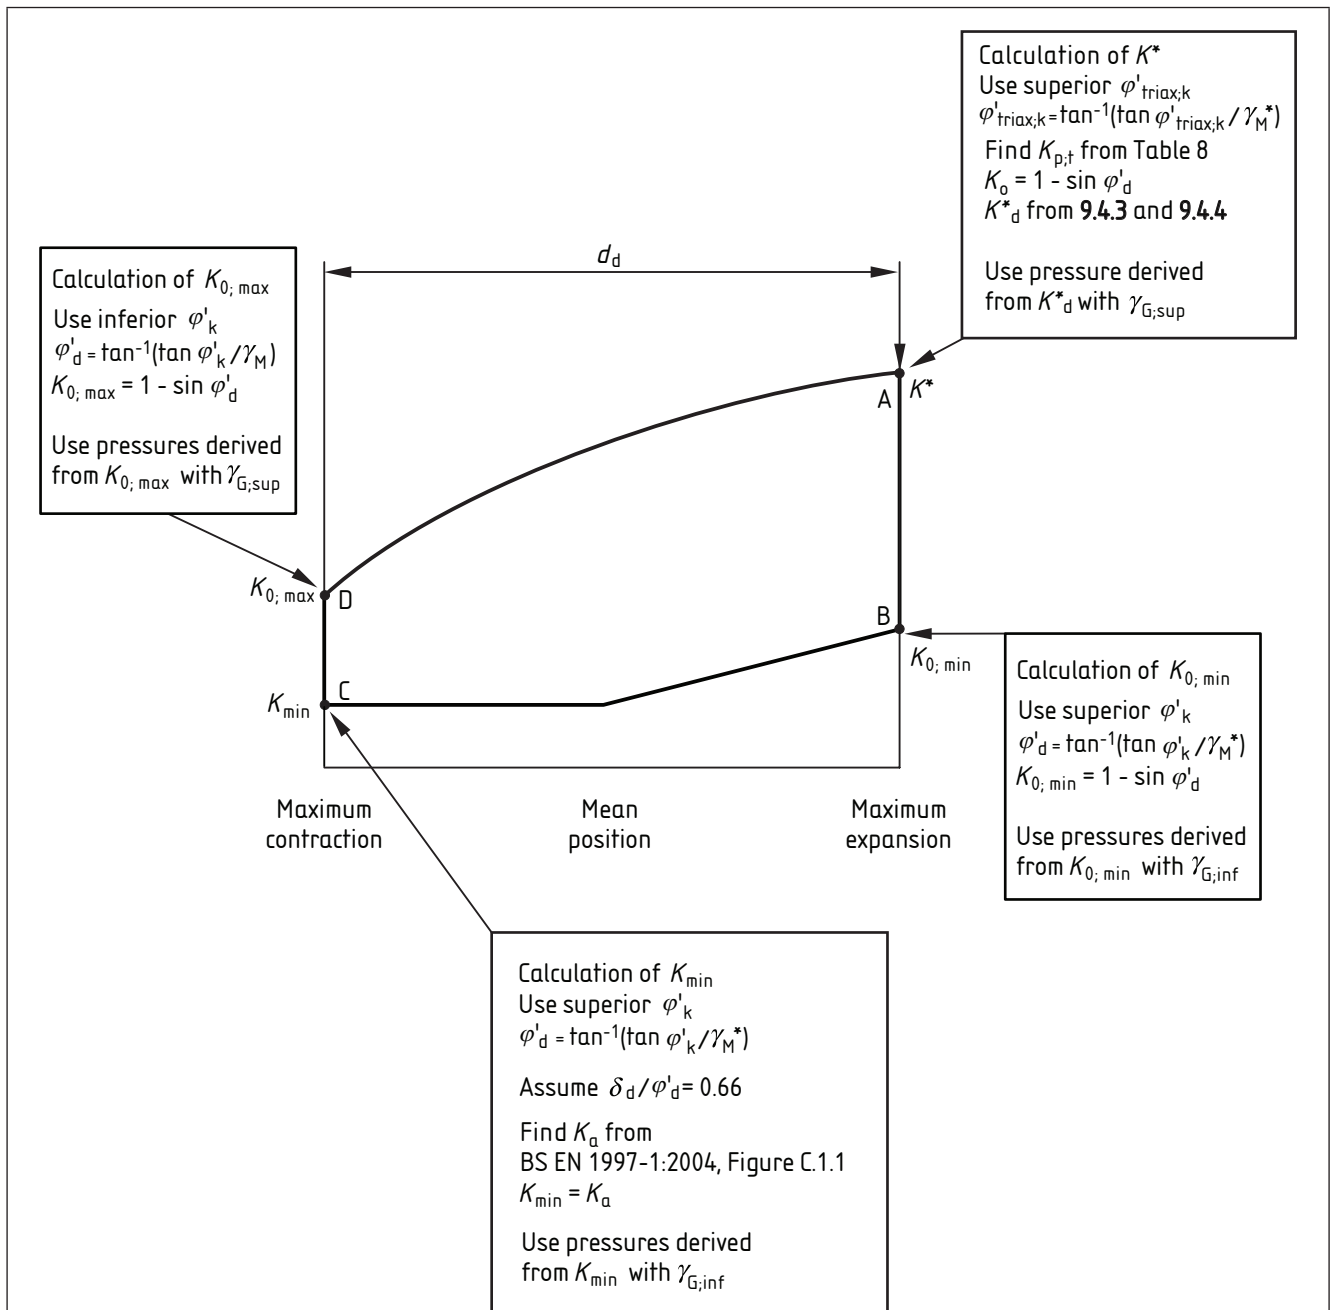 Calculation of K*
Use superior φ'triax;k
φ'triax;k = tan-1(tan φ'triax;k / γM*)
Find Kp;t from Table 8
Ko = 1 - sin φ'd
K*d from 9.4.3 and 9.4.4
Use pressure derived
from K*d with γG;sup
dd
Calculation of K0; max
Use inferior φ'k
φ'd = tan-1(tan φ'k / γM)
K0; max = 1 - sin φ'd
Use pressures derived
from K0; max with γG;sup
A K*
K0; max D
B
K0; min
C
Kmin
Calculation of K0; min
Use superior φ'k
φ'd = tan-1(tan φ'k / γM*)
K0; min = 1 - sin φ'd
Use pressures derived
from K0; min with γG;inf
Maximum
contraction
Mean
position
Maximum
expansion
Calculation of Kmin
Use superior φ'k
φ'd = tan-1(tan φ'k / γM*)
Assume δd / φ'd = 0.66
Find Ka from
BS EN 1997-1:2004, Figure C.1.1
Kmin = Ka
Use pressures derived
from Kmin with γG;inf